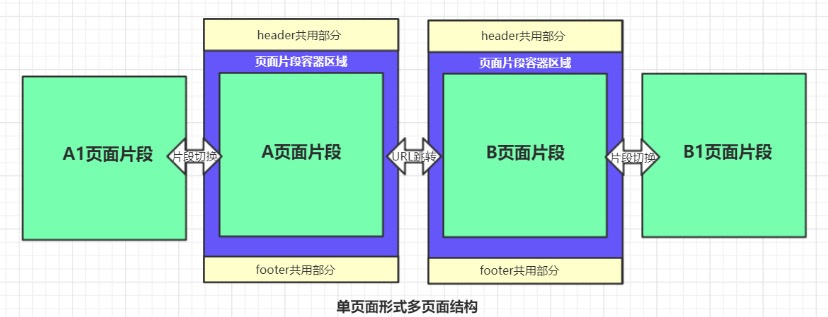 header共用部分
header共用部分
页面片段容器区域
页面片段容器区域
A1页面片段
片段切换
A页面片段
URL跳转
B页面片段
片段切换
B1页面片段
footer共用部分
footer共用部分
单页面形式多页面结构